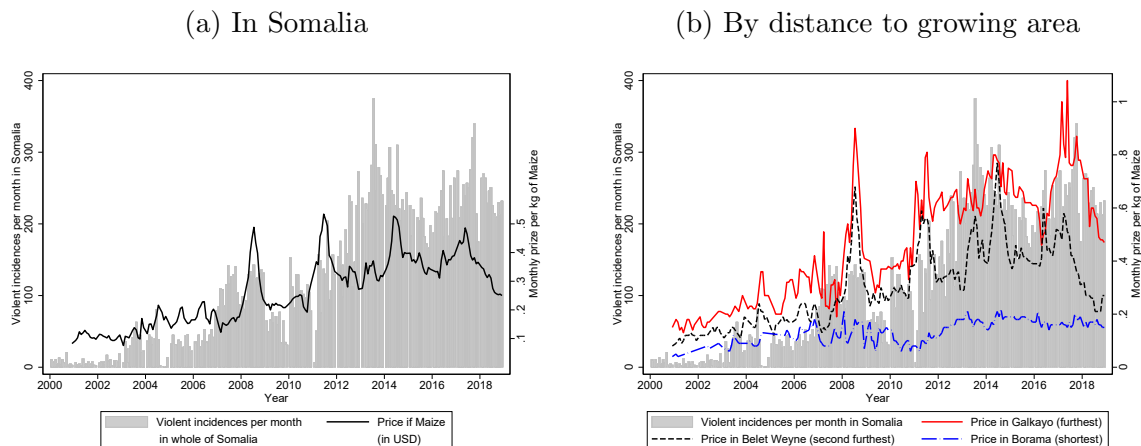 (a) In Somalia
(b) By distance to growing area
Violent incidences per month in Somalia
400
300
200
100
0
.5
.4
.3
.2
.1
Monthly prize per kg of Maize
2000 2002 2004 2006 2008 2010 2012 2014 2016 2018
Year
Violent incidences per month
in whole of Somalia
Price if Maize
(in USD)
Violent incidences per month in Somalia
400
300
200
100
0
1
.8
.6
.4
.2
0
Monthly prize per kg of Maize
2000 2002 2004 2006 2008 2010 2012 2014 2016 2018
Year
Violent incidences per month in Somalia
Price in Galkayo (furthest)
Price in Belet Weyne (second furthest)
Price in Borama (shortest)